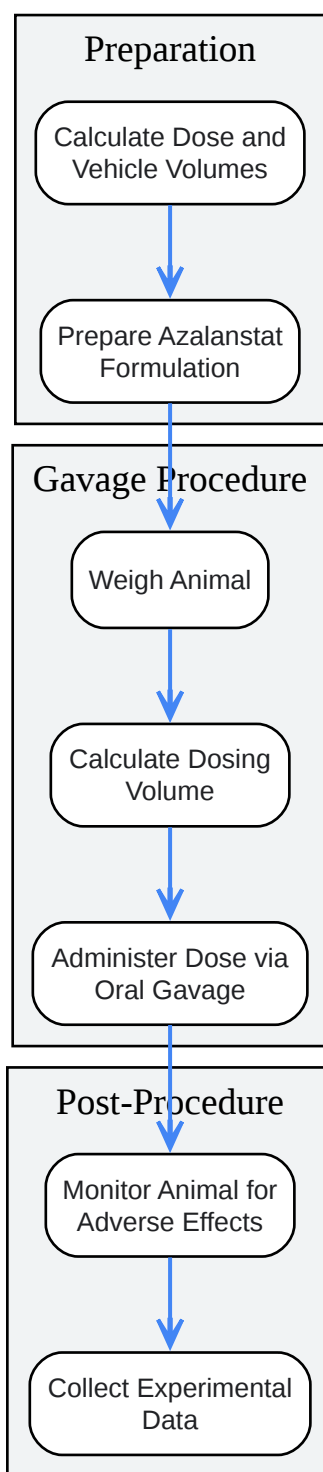 Preparation
Calculate Dose and
Vehicle Volumes
Prepare Azalanstat
Formulation
Gavage Procedure
Weigh Animal
Calculate Dosing
Volume
Administer Dose via
Oral Gavage
Post-Procedure
Monitor Animal for
Adverse Effects
Collect Experimental
Data